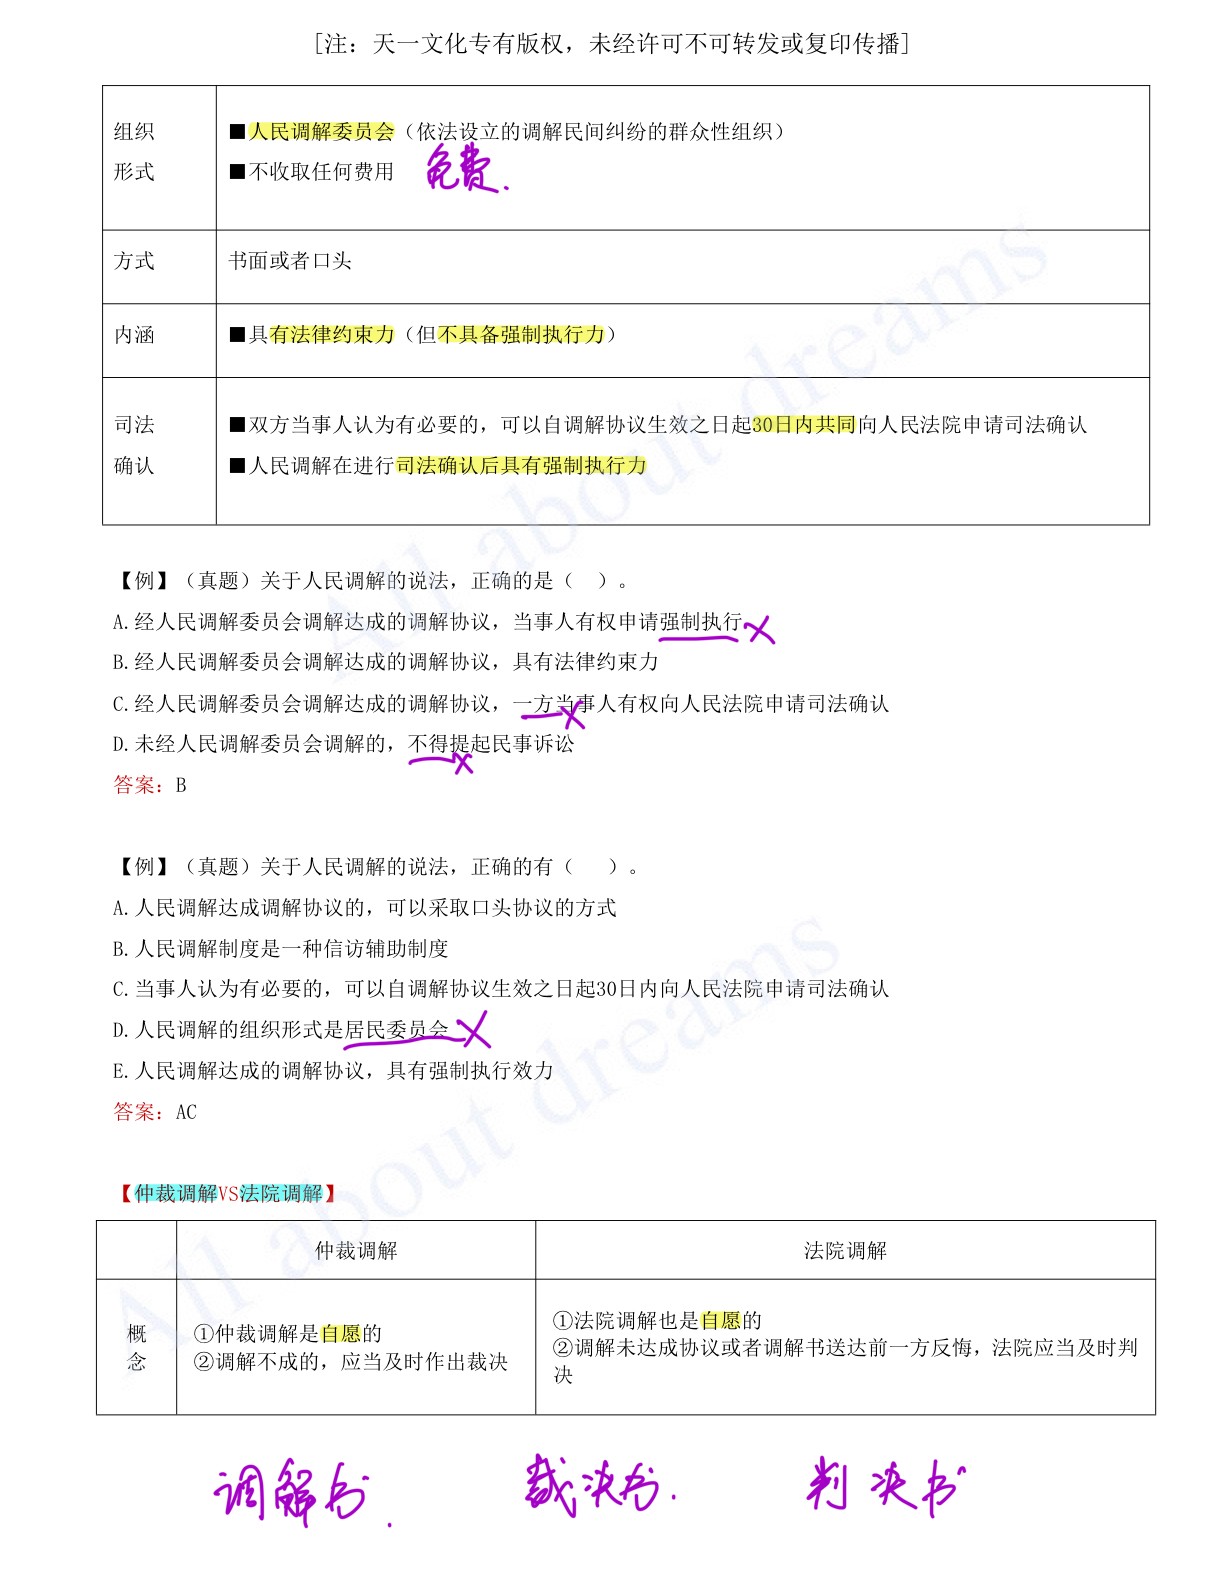 [注：天一文化专有版权，未经许可不可转发或复印传播]
组织
形式
■人民调解委员会（依法设立的调解民间纠纷的群众性组织）
■不收取任何费用 免费.
方式
书面或者口头
内涵
■具有法律约束力（但不具备强制执行力）
司法
确认
■双方当事人认为有必要的，可以自调解协议生效之日起30日内共同向人民法院申请司法确认
■人民调解在进行司法确认后具有强制执行力
【例】（真题）关于人民调解的说法，正确的是（ ）。
A.经人民调解委员会调解达成的调解协议，当事人有权申请强制执行
B.经人民调解委员会调解达成的调解协议，具有法律约束力
C.经人民调解委员会调解达成的调解协议，一方当事人有权向人民法院申请司法确认
D.未经人民调解委员会调解的，不得提起民事诉讼
答案：B
【例】（真题）关于人民调解的说法，正确的有（ ）。
A.人民调解达成调解协议的，可以采取口头协议的方式
B.人民调解制度是一种信访辅助制度
C.当事人认为有必要的，可以自调解协议生效之日起30日内向人民法院申请司法确认
D.人民调解的组织形式是居民委员会
E.人民调解达成的调解协议，具有强制执行效力
答案：AC
【仲裁调解VS法院调解】
仲裁调解 法院调解
概
念
①仲裁调解是自愿的
②调解不成的，应当及时作出裁决
①法院调解也是自愿的
②调解未达成协议或者调解书送达前一方反悔，法院应当及时判
决
调解书. 裁决书. 判决书
All about dreams
All about dreams